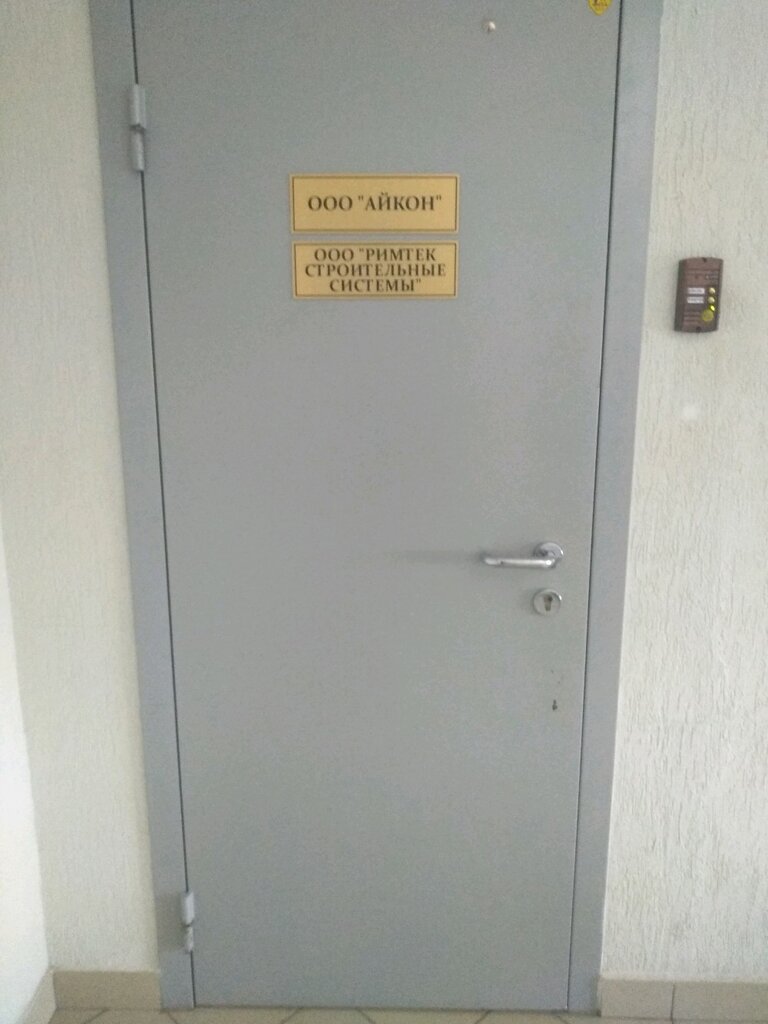 ООО "АЙКОН"
ООО "РИМТЕК
СТРОИТЕЛЬНЫЕ
СИСТЕМЫ"